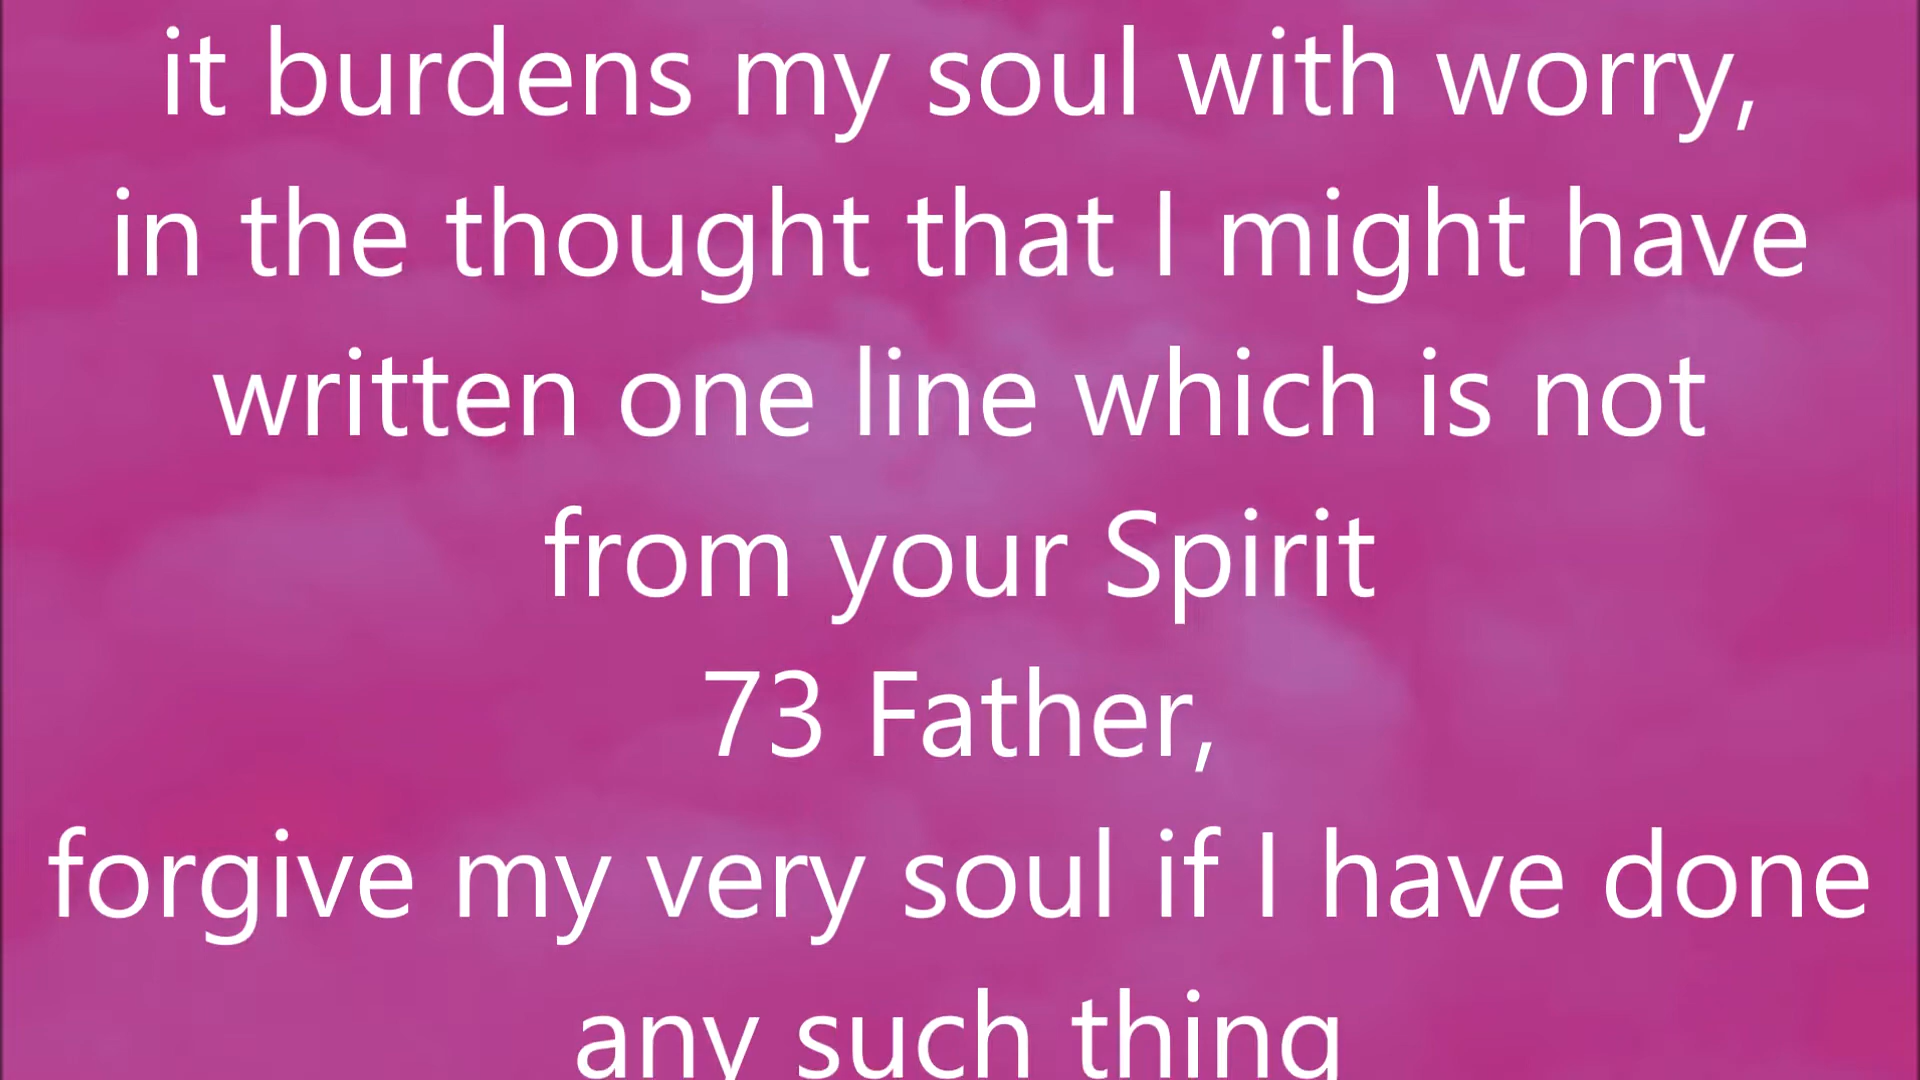 it burdens my soul with worry,
in the thought that I might have
written one line which is not
from your Spirit
73 Father,
forgive my very soul if I have done
any such thing